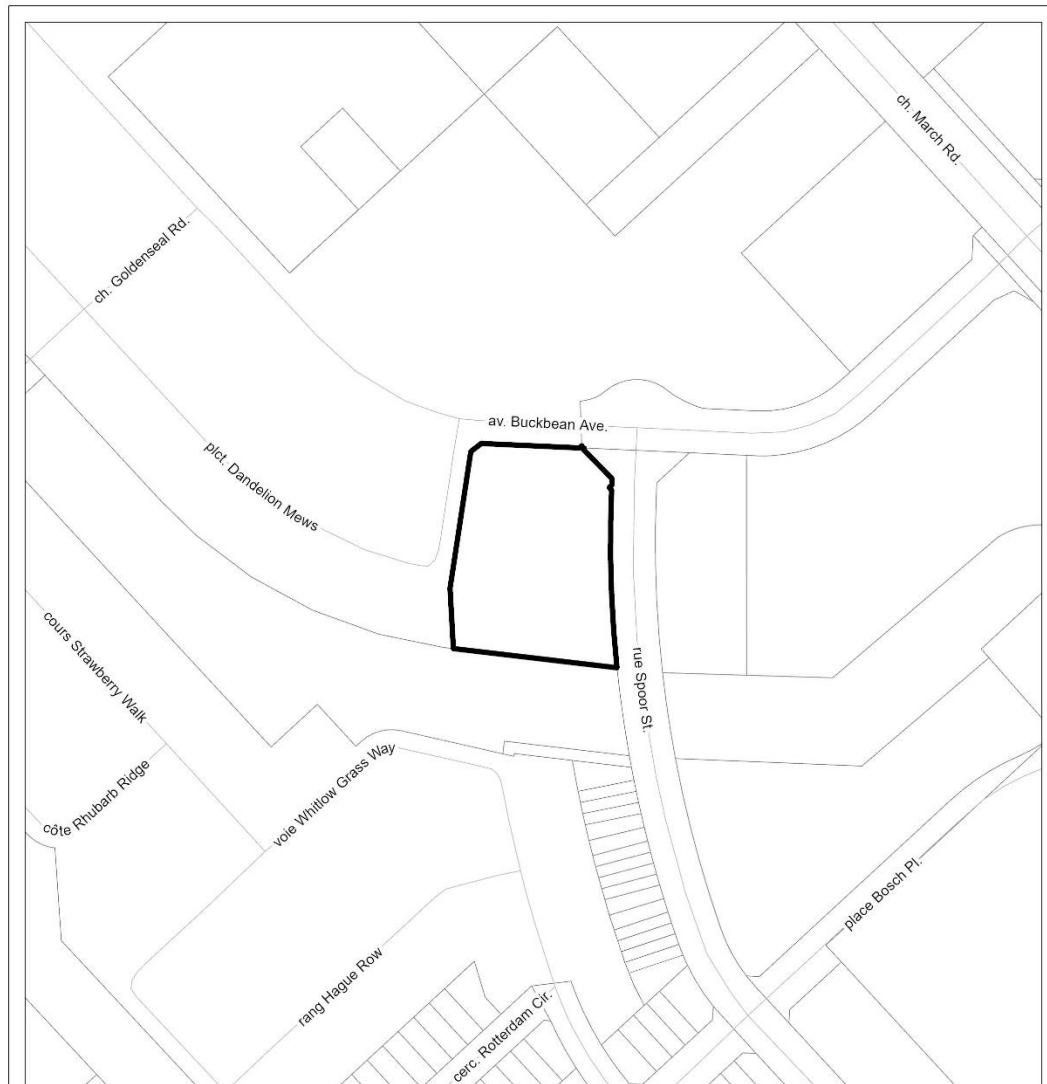 ch. March Rd.
ch. Goldenseal Rd.
av. Buckbean Ave.
plct. Dandelion Mews
cours Strawberry Walk
rue Spoor St.
voie Whitlow Grass Way
côte Rhubarb Ridge
place Bosch Pl.
rang Hague Row
cerc. Rotterdam Cir.